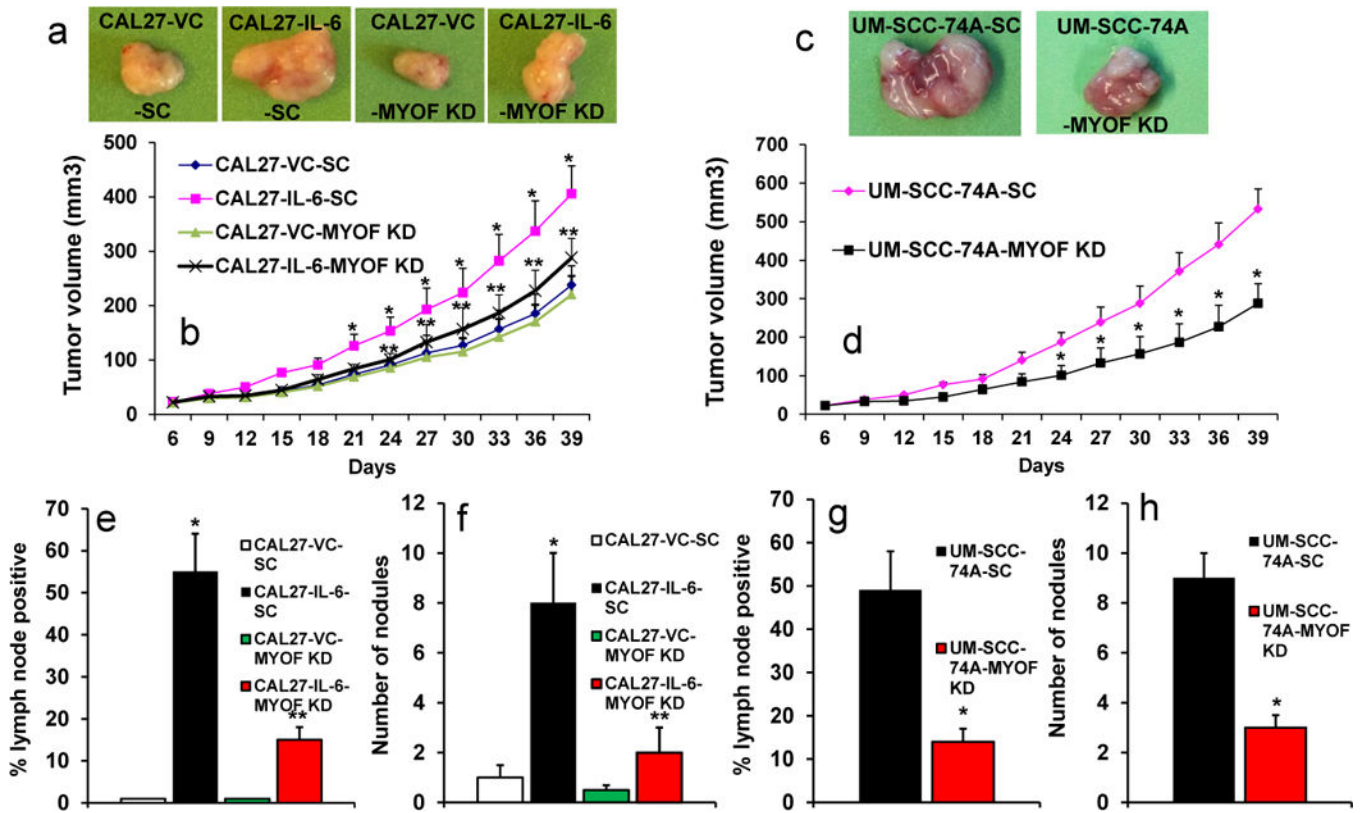 a
CAL27-VC
-SC
CAL27-IL-6
-SC
CAL27-VC
-MYOF KD
CAL27-IL-6
-MYOF KD
c
UM-SCC-74A-SC
UM-SCC-74A
-MYOF KD
Tumor volume (mm3)
500
400
300
200
100
0
CAL27-VC-SC
CAL27-IL-6-SC
CAL27-VC-MYOF KD
CAL27-IL-6-MYOF KD
b
* * * * * * *
** ** ** ** ** **
6 9 12 15 18 21 24 27 30 33 36 39
Days
Tumor volume (mm3)
700
600
500
400
300
200
100
0
UM-SCC-74A-SC
UM-SCC-74A-MYOF KD
d
* * * * * *
6 9 12 15 18 21 24 27 30 33 36 39
Days
e
% lymph node positive
70
60
50
40
30
20
10
0
*
**
CAL27-VC-
SC
CAL27-IL-6-
SC
CAL27-VC-
MYOF KD
CAL27-IL-6-
MYOF KD
f
Number of nodules
12
10
8
6
4
2
0
*
**
CAL27-VC-SC
CAL27-IL-6-
SC
CAL27-VC-
MYOF KD
CAL27-IL-6-
MYOF KD
g
% lymph node positive
70
60
50
40
30
20
10
0
*
UM-SCC-
74A-SC
UM-SCC-
74A-MYOF
KD
h
Number of nodules
12
10
8
6
4
2
0
*
UM-SCC-
74A-SC
UM-SCC-
74A-MYOF
KD